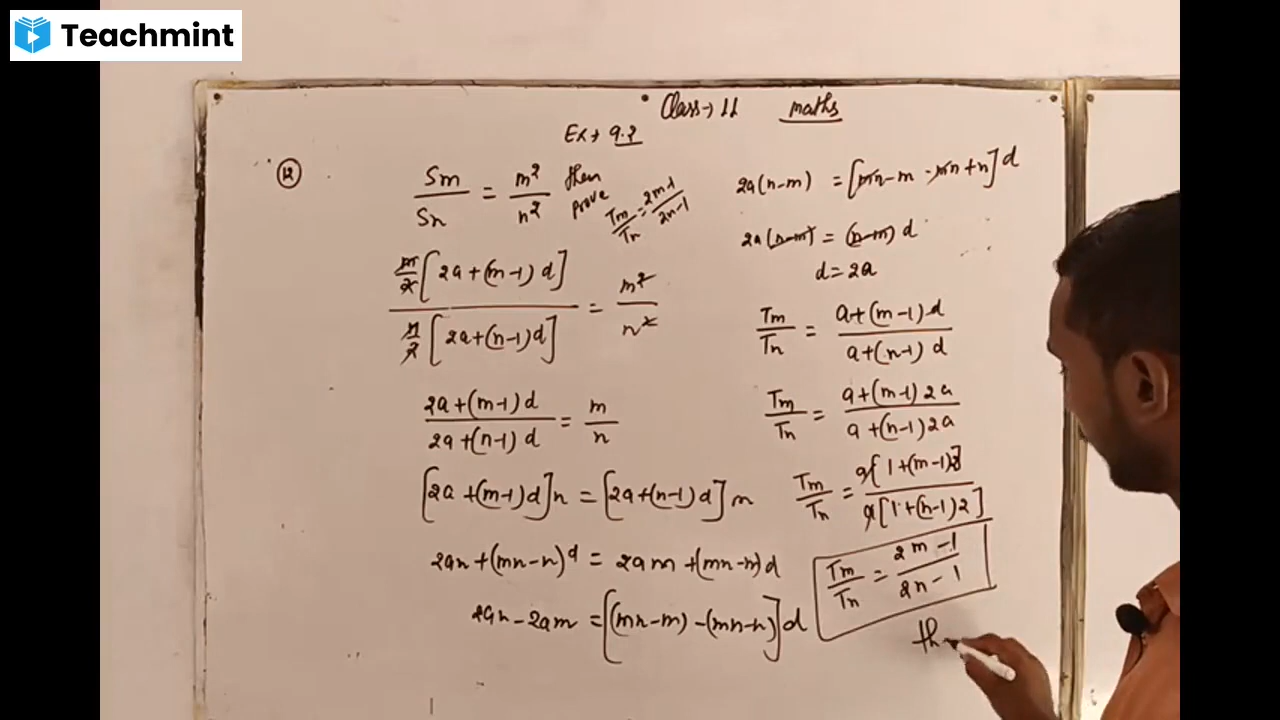 Teachmint
Class→ 11 maths
Ex→ 9.2
12
Sm/Sn = m²/n² then prove Tm/Tn = 2m-1/2n-1
m/2[2a+(m-1)d] / n/2[2a+(n-1)d] = m²/n²
2a+(m-1)d / 2a+(n-1)d = m/n
[2a+(m-1)d]n = [2a+(n-1)d]m
2an+(mn-n)d = 2am+(mn-m)d
2an-2am = [(mn-m)-(mn-n)]d
2a(n-m) = [mn-m-mn+n]d
2a(n-m) = (n-m)d
d=2a
Tm/Tn = a+(m-1)d / a+(n-1)d
Tm/Tn = a+(m-1)2a / a+(n-1)2a
Tm/Tn = a[1+(m-1)2] / a[1+(n-1)2]
Tm/Tn = 2m-1 / 2n-1
th